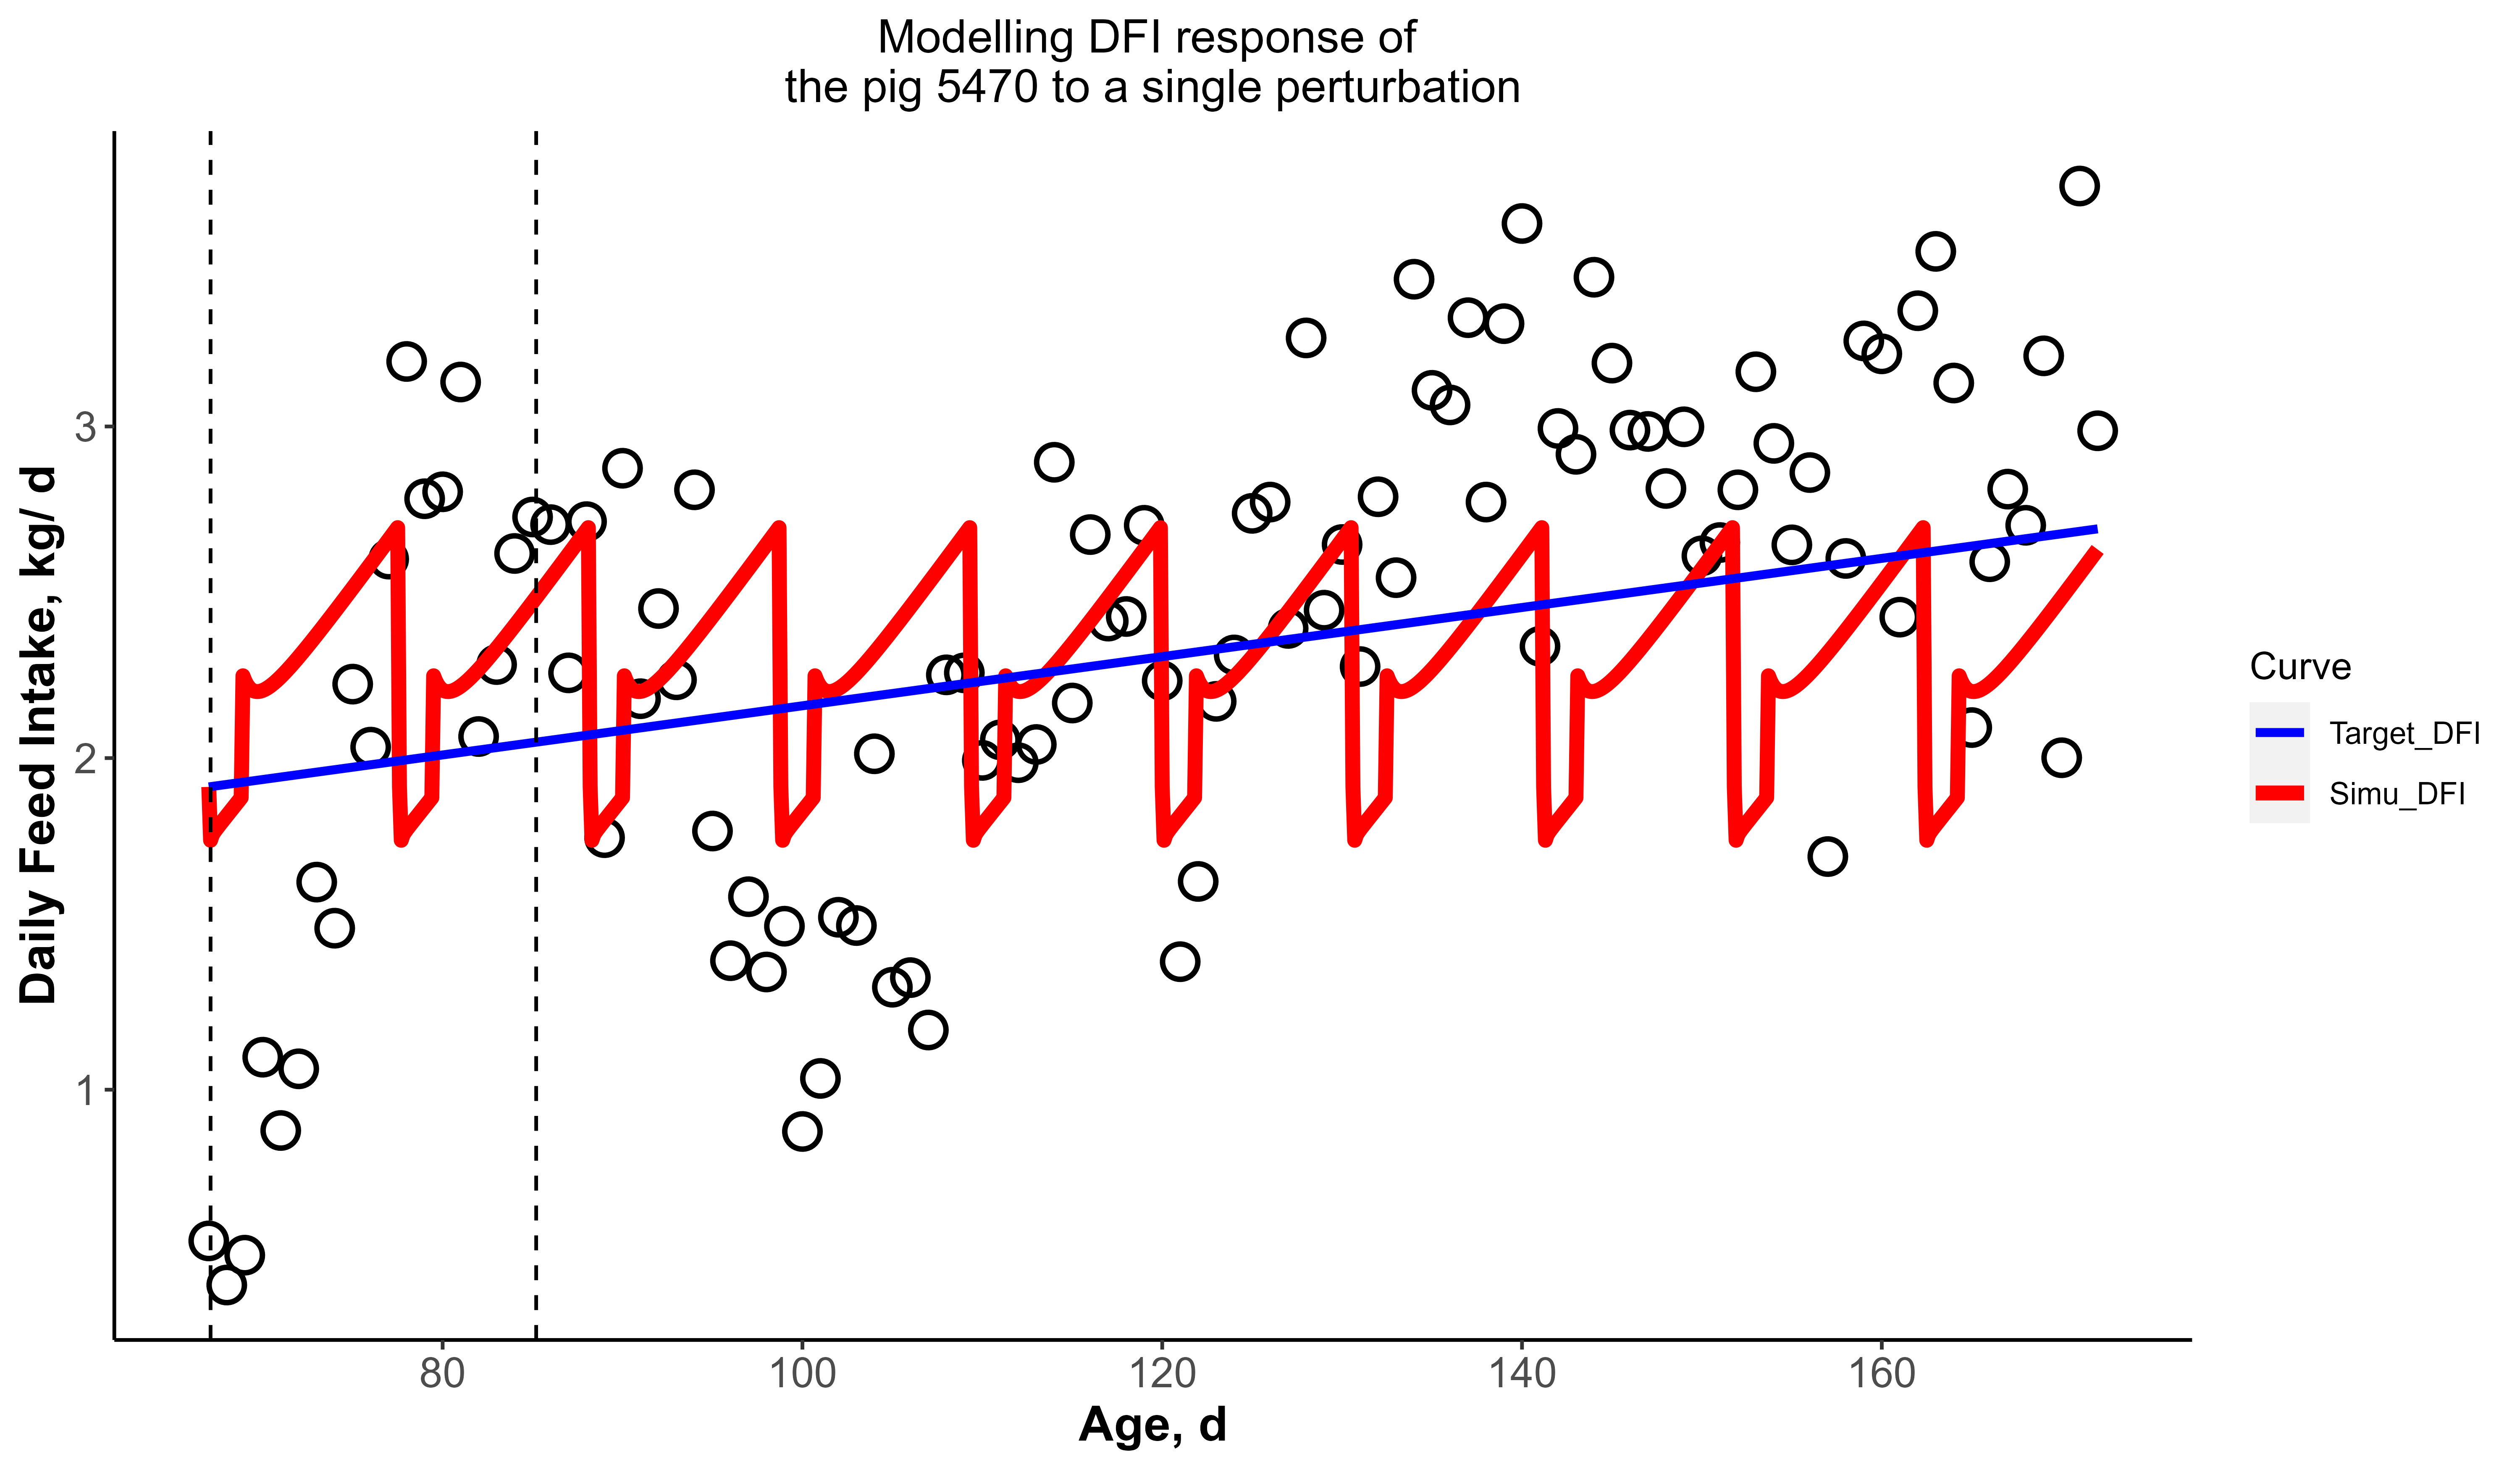 Modelling DFI response of
the pig 5470 to a single perturbation
Daily Feed Intake, kg/ d
3
2
1
80
100
120
140
160
Age, d
Curve
Target_DFI
Simu_DFI